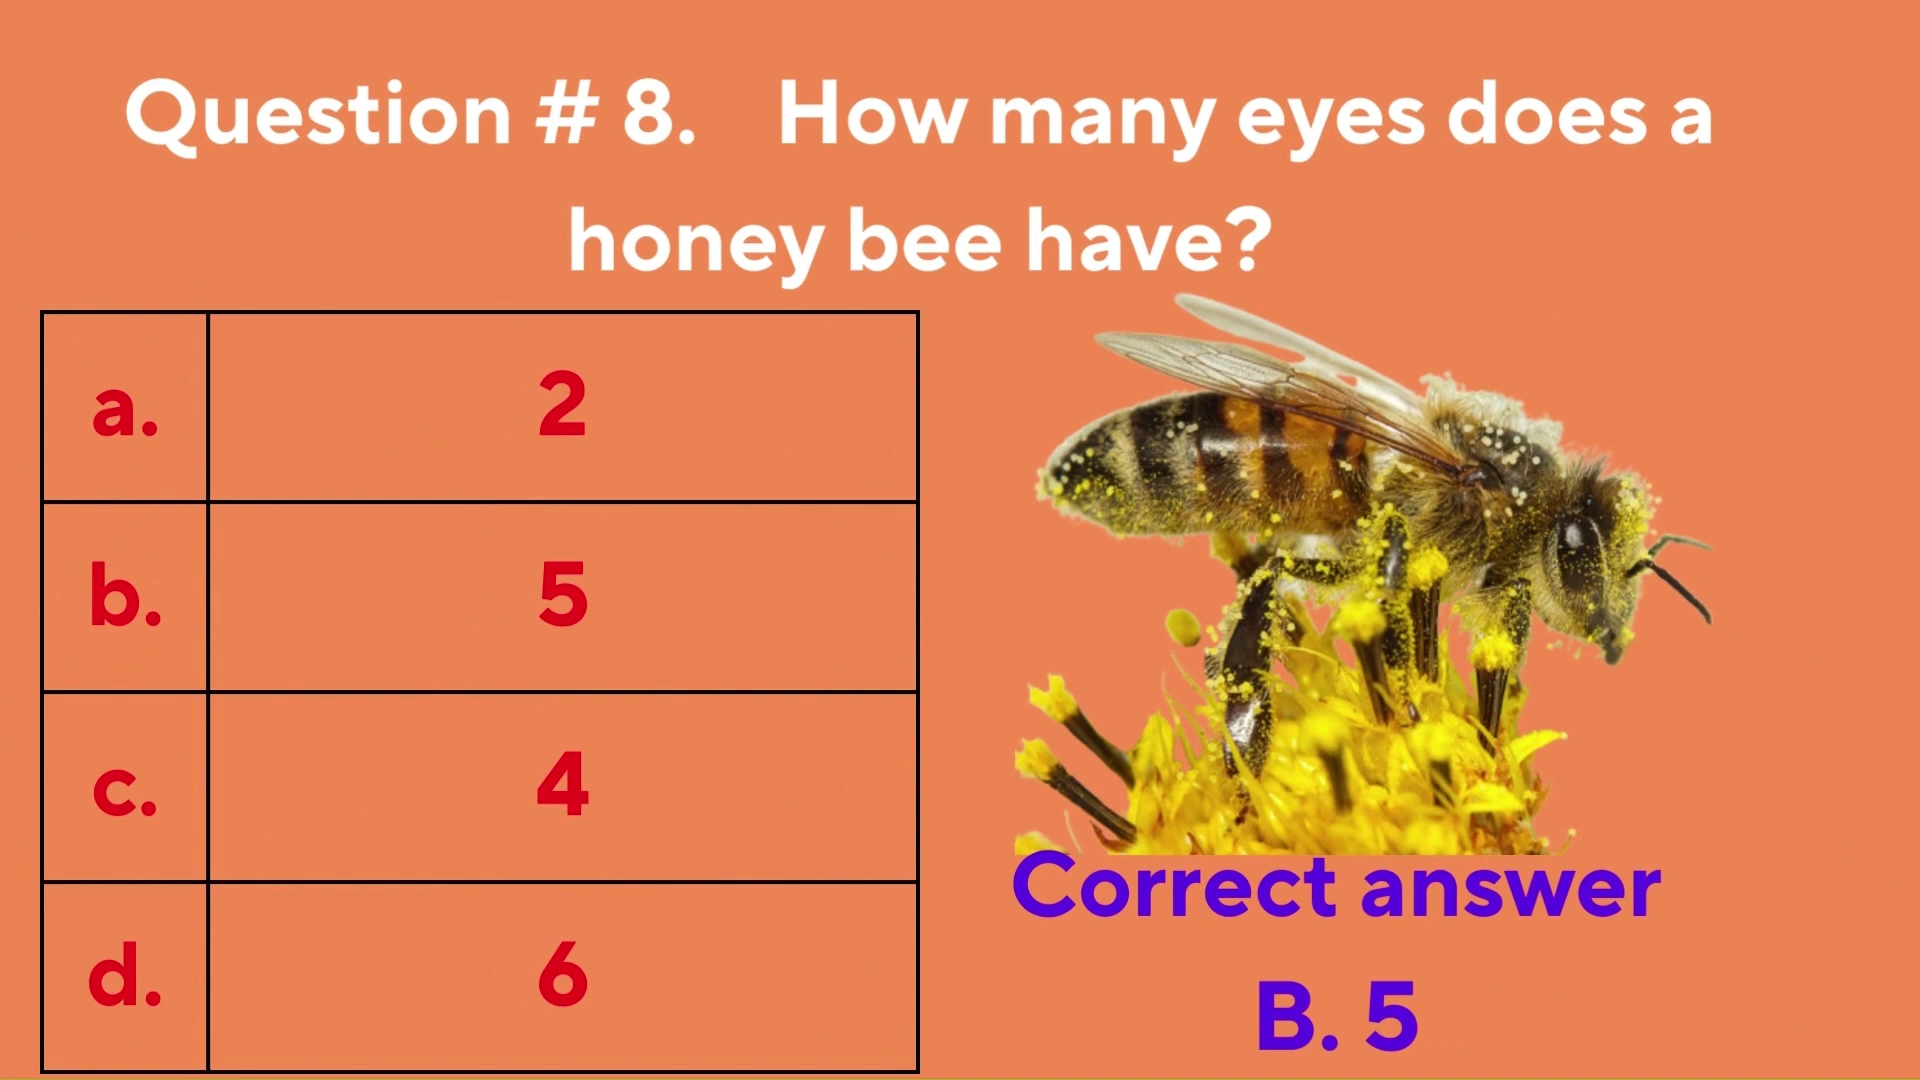 Question # 8. How many eyes does a
honey bee have?
a. 2
b. 5
c. 4
d. 6
Correct answer
B. 5